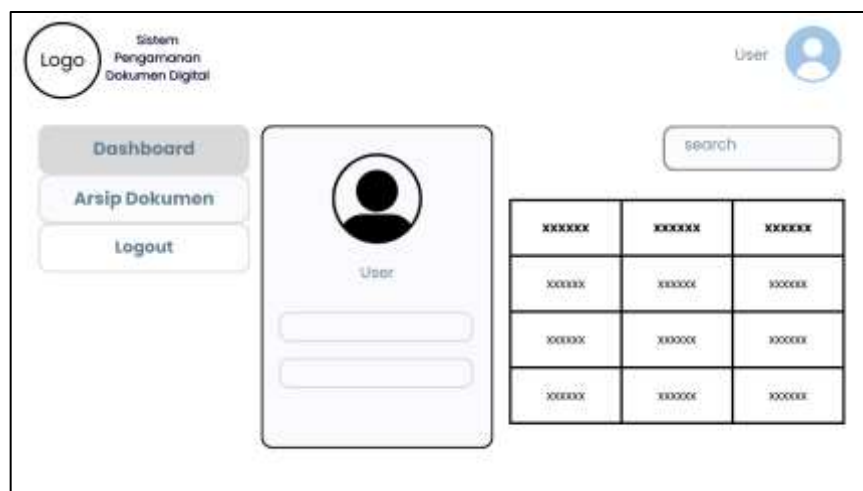 Logo
Sistem
Pengamanan
Dokumen Digital
User
Dashboard
Arsip Dokumen
Logout
User
search
xxxxxx xxxxxx xxxxxx
xxxxxx xxxxxx xxxxxx
xxxxxx xxxxxx xxxxxx
xxxxxx xxxxxx xxxxxx